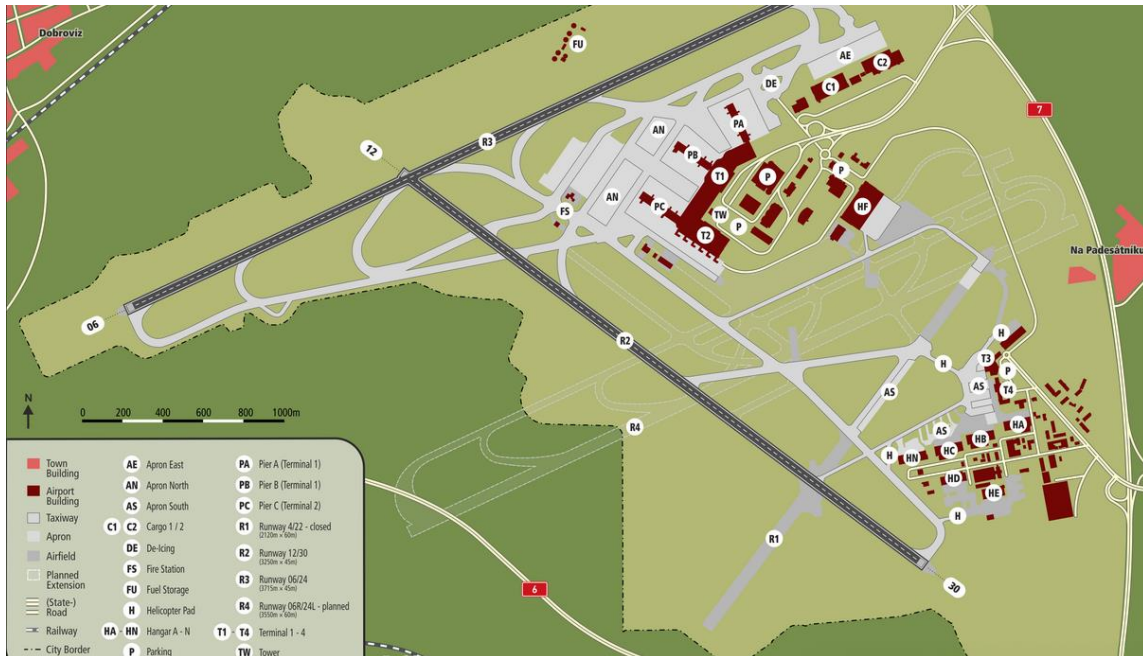 Dobroviz
FU
AE
C2
DE
C1
7
PA
AN
12
R3
PB
T1
P
P
AN
PC
HF
FS
TW
P
T2
Na Padesátníku
06
R2
H
T3
H
P
AS
AS
T4
N
0 200 400 600 800 1000m
R4
HA
AS
HB
HC
H
HN
HD
HE
H
R1
30
6
Town
Building
Airport
Building
Taxiway
Apron
Airfield
Planned
Extension
(State-)
Road
Railway
City Border
AE Apron East
AN Apron North
AS Apron South
C1 C2 Cargo 1 / 2
DE De-Icing
FS Fire Station
FU Fuel Storage
H Helicopter Pad
HA - HN Hangar A - N
P Parking
PA Pier A (Terminal 1)
PB Pier B (Terminal 1)
PC Pier C (Terminal 2)
R1 Runway 4/22 - closed
(2120m × 60m)
R2 Runway 12/30
(3250m × 45m)
R3 Runway 06/24
(3715m × 45m)
R4 Runway 06R/24L - planned
(3550m × 60m)
T1 - T4 Terminal 1 - 4
TW Tower